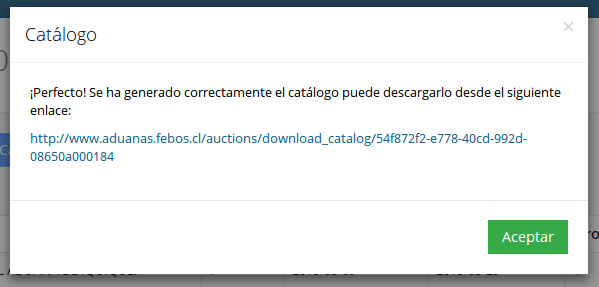 Catálogo
×
¡Perfecto! Se ha generado correctamente el catálogo puede descargarlo desde el siguiente
enlace:
http://www.aduanas.febos.cl/auctions/download_catalog/54f872f2-e778-40cd-992d-
08650a000184
Aceptar